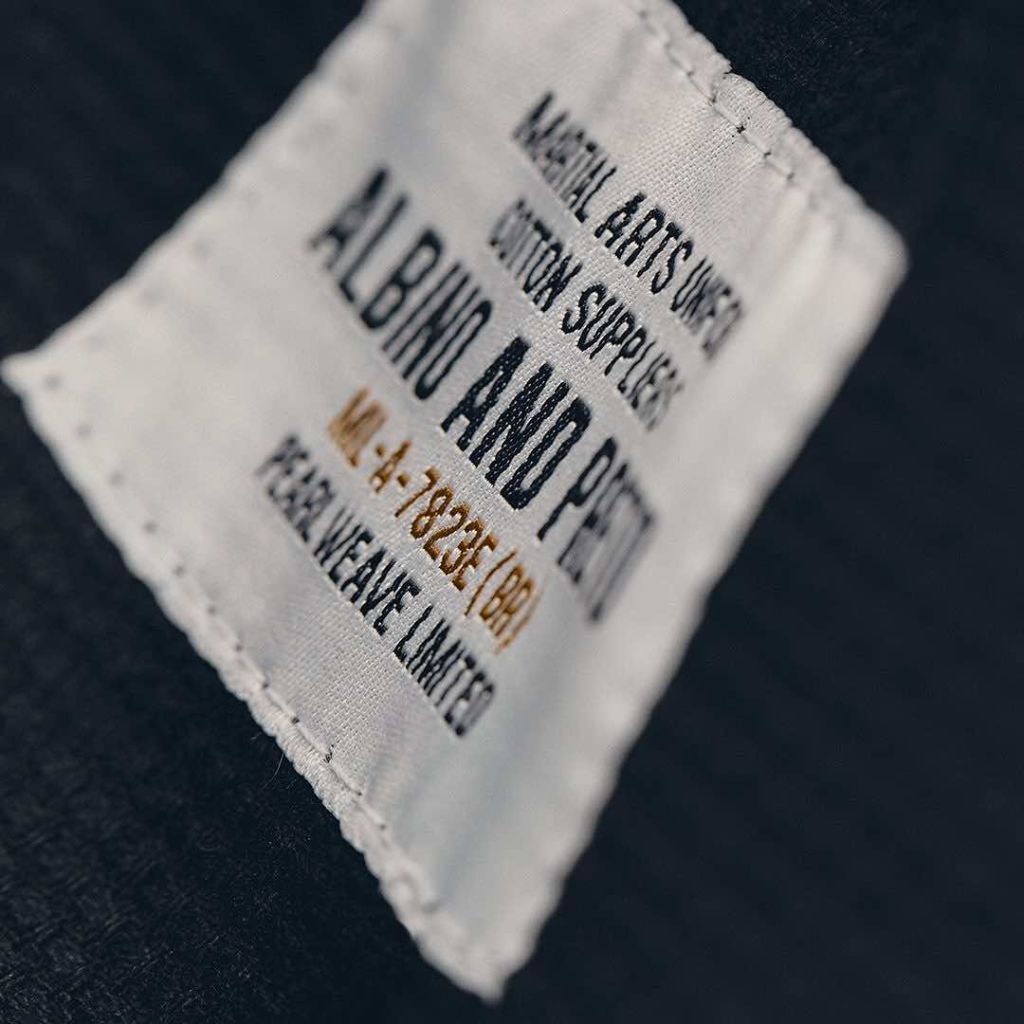 MARTIAL ARTS
COTTON SUPPLIERS
ALBINO AND
MIL-A-7823E (BR)
PEARL WEAVE LIMITED